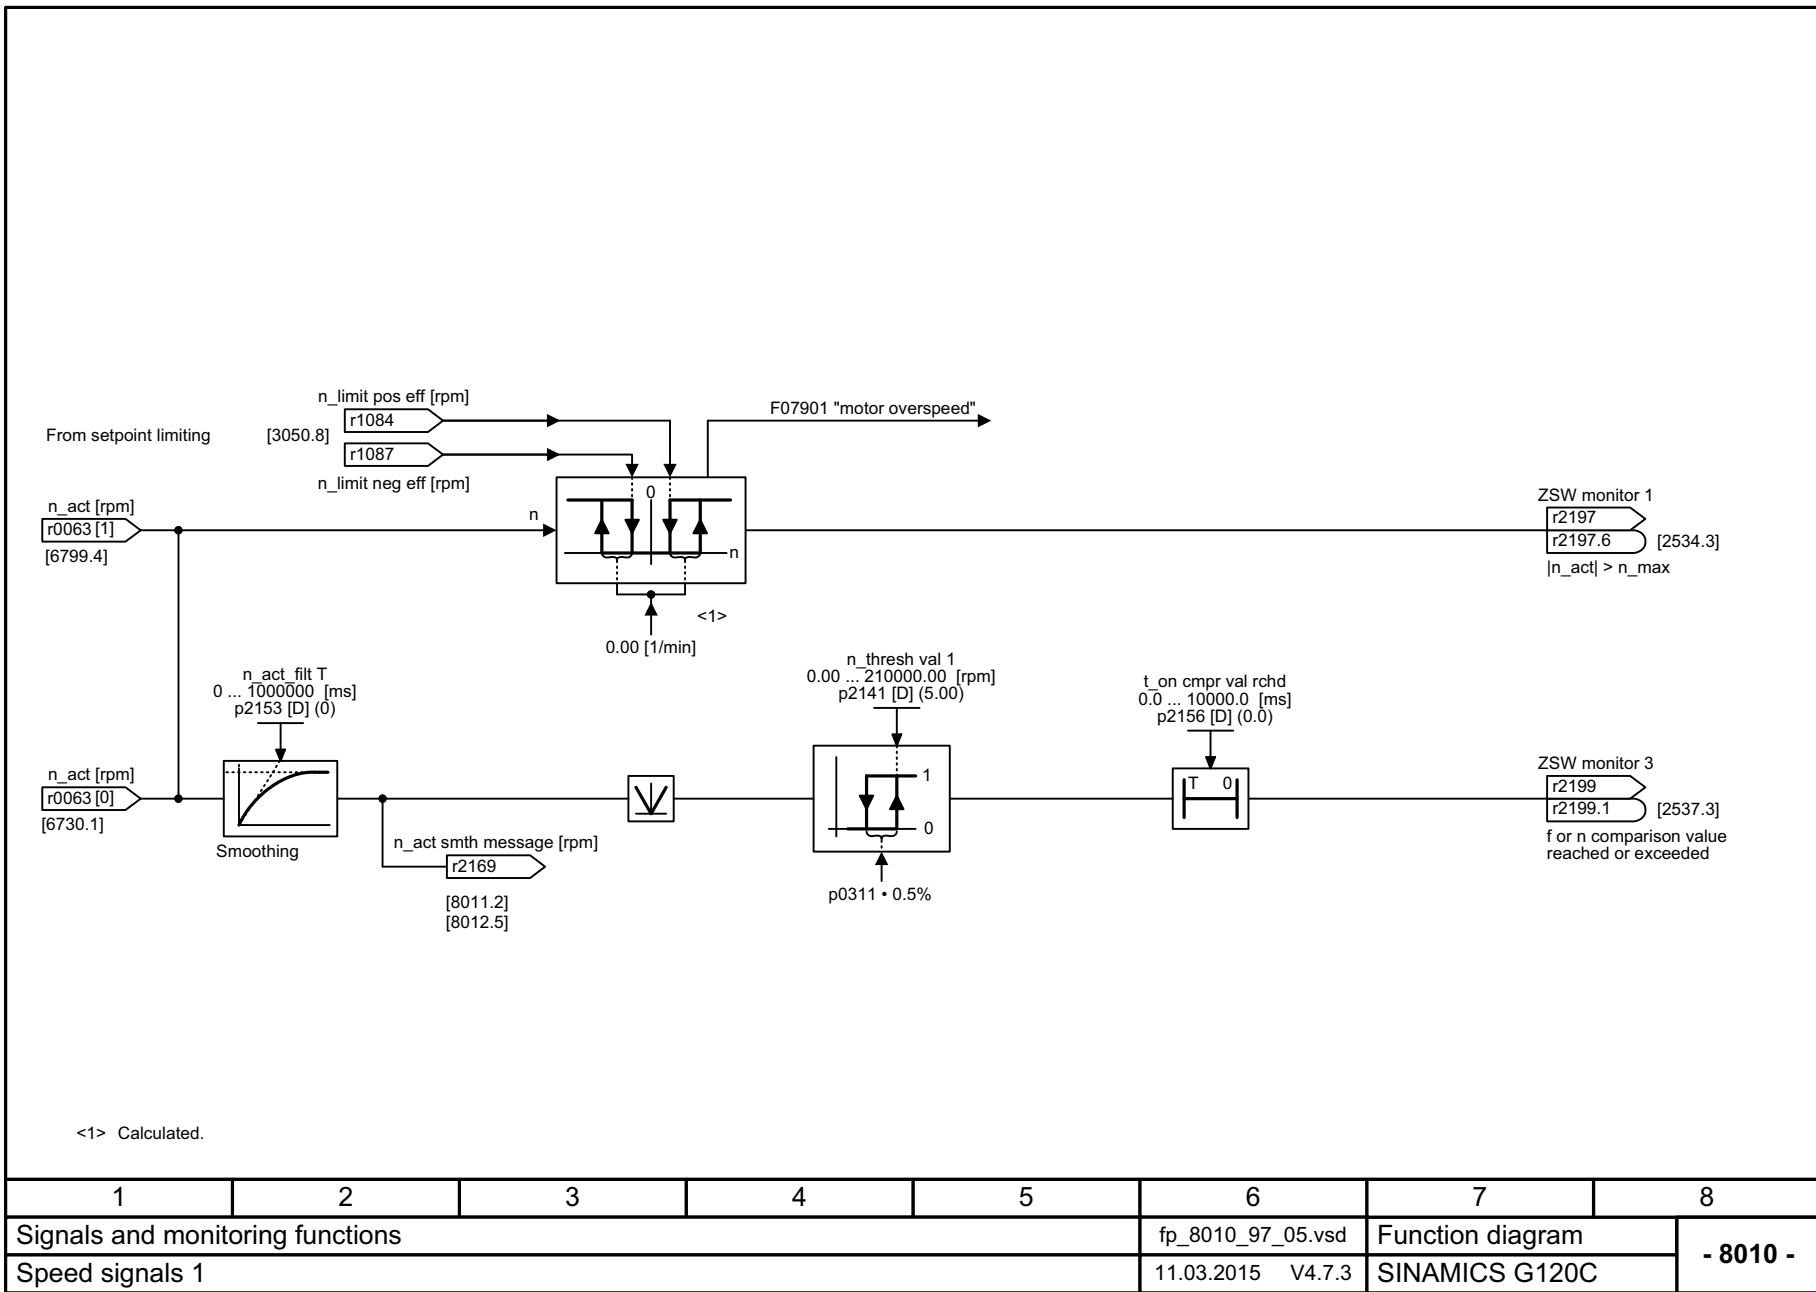 n_limit pos eff [rpm]
r1084
F07901 "motor overspeed"
From setpoint limiting
[3050.8]
r1087
n_limit neg eff [rpm]
n_act [rpm]
r0063 [1]
[6799.4]
n
0
n
ZSW monitor 1
r2197
r2197.6
[2534.3]
|n_act| > n_max
<1>
0.00 [1/min]
n_act_filt T
0 ... 1000000 [ms]
p2153 [D] (0)
n_thresh val 1
0.00 ... 210000.00 [rpm]
p2141 [D] (5.00)
t_on cmpr val rchd
0.0 ... 10000.0 [ms]
p2156 [D] (0.0)
n_act [rpm]
r0063 [0]
[6730.1]
Smoothing
n_act smth message [rpm]
r2169
[8011.2]
[8012.5]
1
0
p0311 • 0.5%
T 0
ZSW monitor 3
r2199
r2199.1
[2537.3]
f or n comparison value
reached or exceeded
<1> Calculated.
1 2 3 4 5 6 7 8
Signals and monitoring functions
fp_8010_97_05.vsd
Function diagram
- 8010 -
Speed signals 1
11.03.2015 V4.7.3
SINAMICS G120C